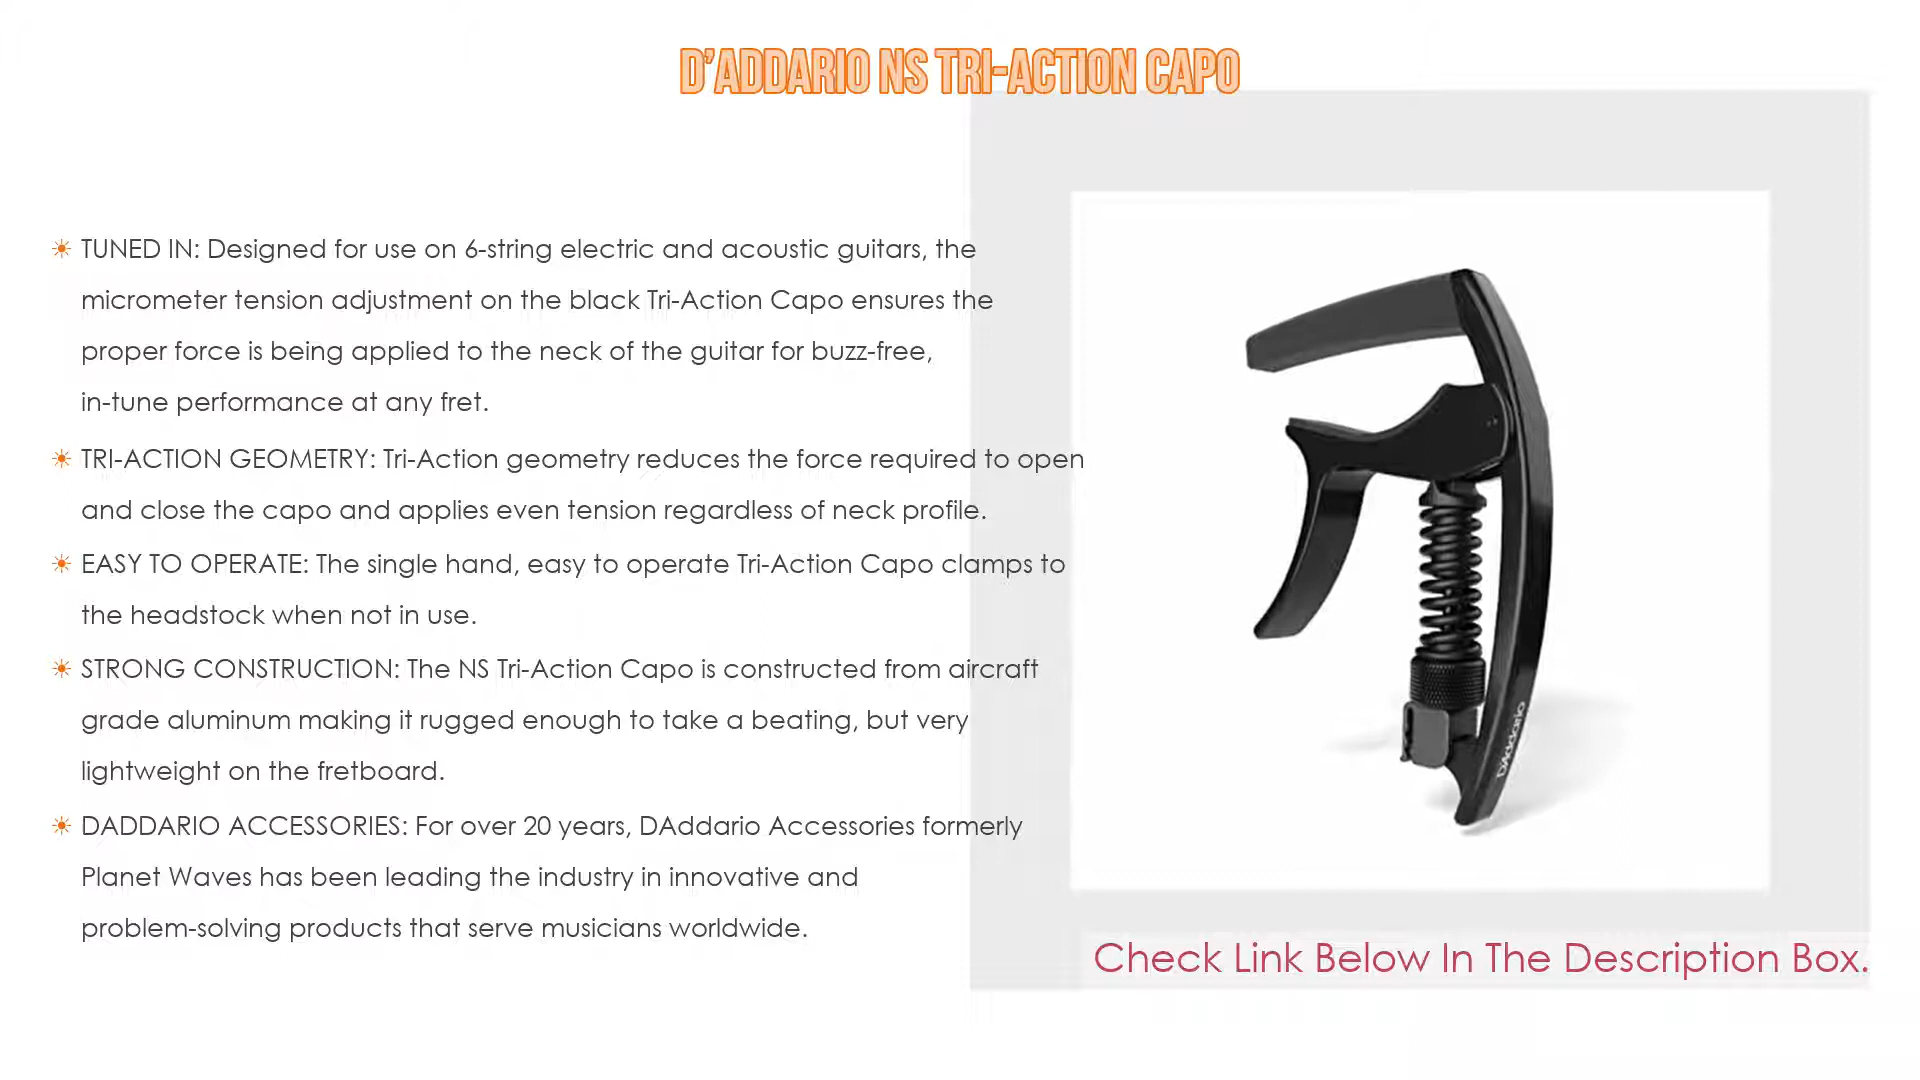 D'ADDARIO NS TRI-ACTION CAPO
TUNED IN: Designed for use on 6-string electric and acoustic guitars, the
micrometer tension adjustment on the black Tri-Action Capo ensures the
proper force is being applied to the neck of the guitar for buzz-free,
in-tune performance at any fret.
TRI-ACTION GEOMETRY: Tri-Action geometry reduces the force required to open
and close the capo and applies even tension regardless of neck profile.
EASY TO OPERATE: The single hand, easy to operate Tri-Action Capo clamps to
the headstock when not in use.
STRONG CONSTRUCTION: The NS Tri-Action Capo is constructed from aircraft
grade aluminum making it rugged enough to take a beating, but very
lightweight on the fretboard.
DADDARIO ACCESSORIES: For over 20 years, DAddario Accessories formerly
Planet Waves has been leading the industry in innovative and
problem-solving products that serve musicians worldwide.
D'Addario
Check Link Below In The Description Box.